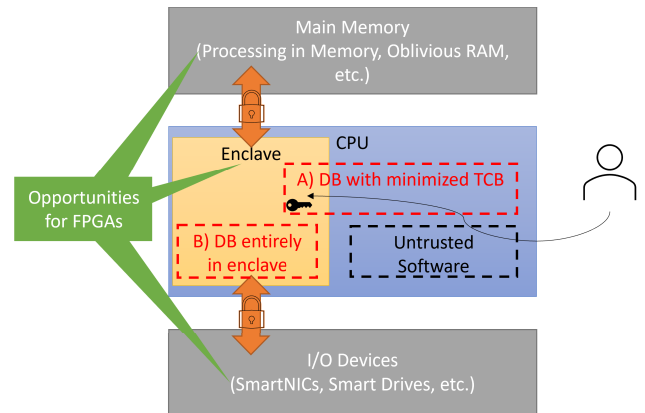 Main Memory
(Processing in Memory, Oblivious RAM,
etc.)
CPU
Enclave
A) DB with minimized TCB
Opportunities
for FPGAs
B) DB entirely
in enclave
Untrusted
Software
I/O Devices
(SmartNICs, Smart Drives, etc.)